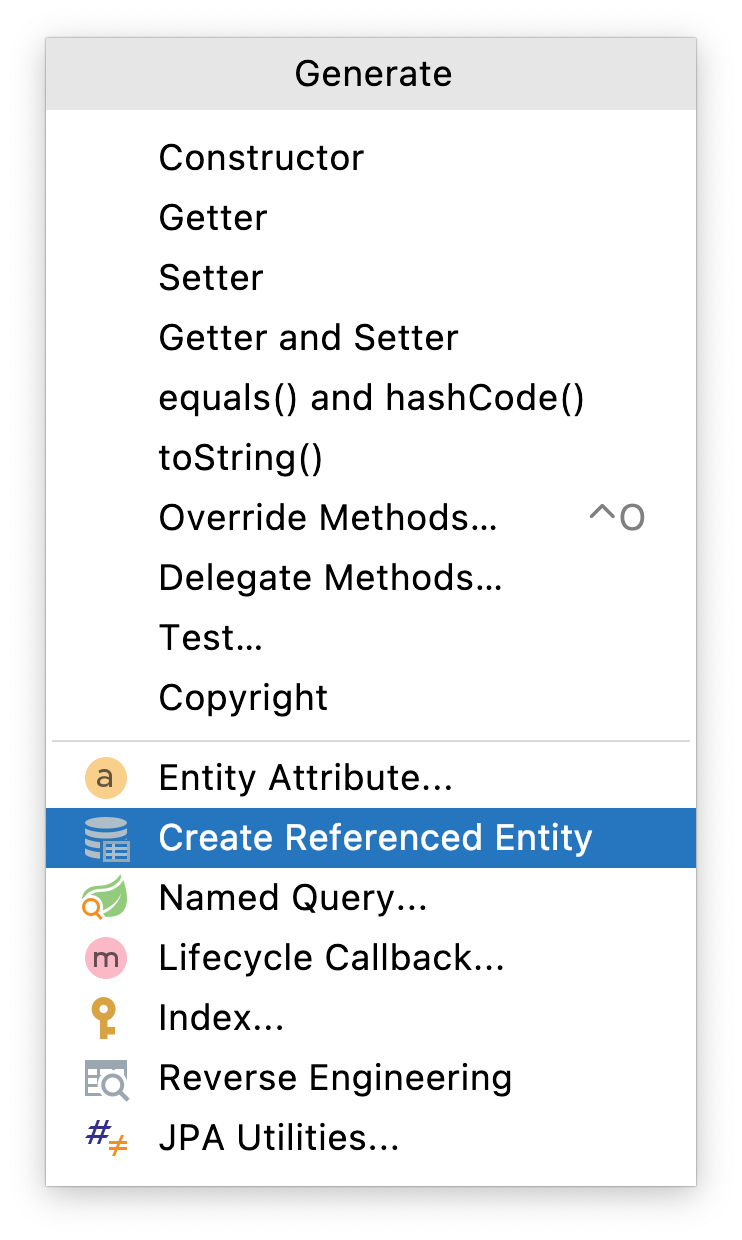 Generate
Constructor
Getter
Setter
Getter and Setter
equals() and hashCode()
toString()
Override Methods... ^O
Delegate Methods...
Test...
Copyright
a Entity Attribute...
Create Referenced Entity
Named Query...
m Lifecycle Callback...
Index...
Reverse Engineering
#≠ JPA Utilities...